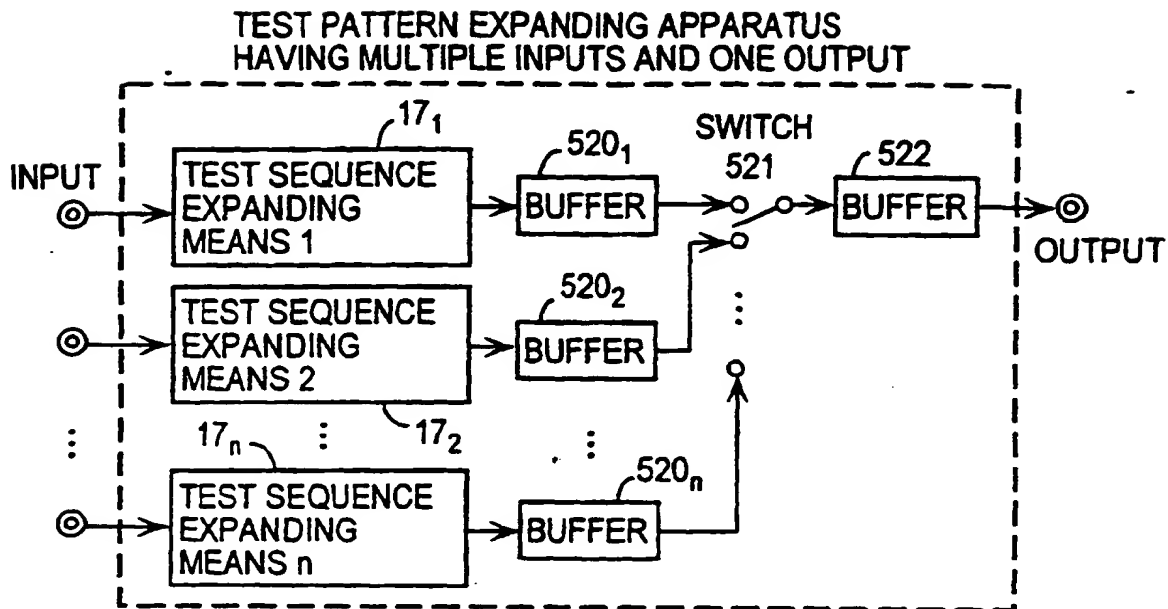 TEST PATTERN EXPANDING APPARATUS
HAVING MULTIPLE INPUTS AND ONE OUTPUT
INPUT
17₁
TEST SEQUENCE
EXPANDING
MEANS 1
520₁
BUFFER
SWITCH
521
522
BUFFER
OUTPUT
TEST SEQUENCE
EXPANDING
MEANS 2
17₂
520₂
BUFFER
17ₙ
TEST SEQUENCE
EXPANDING
MEANS n
520ₙ
BUFFER